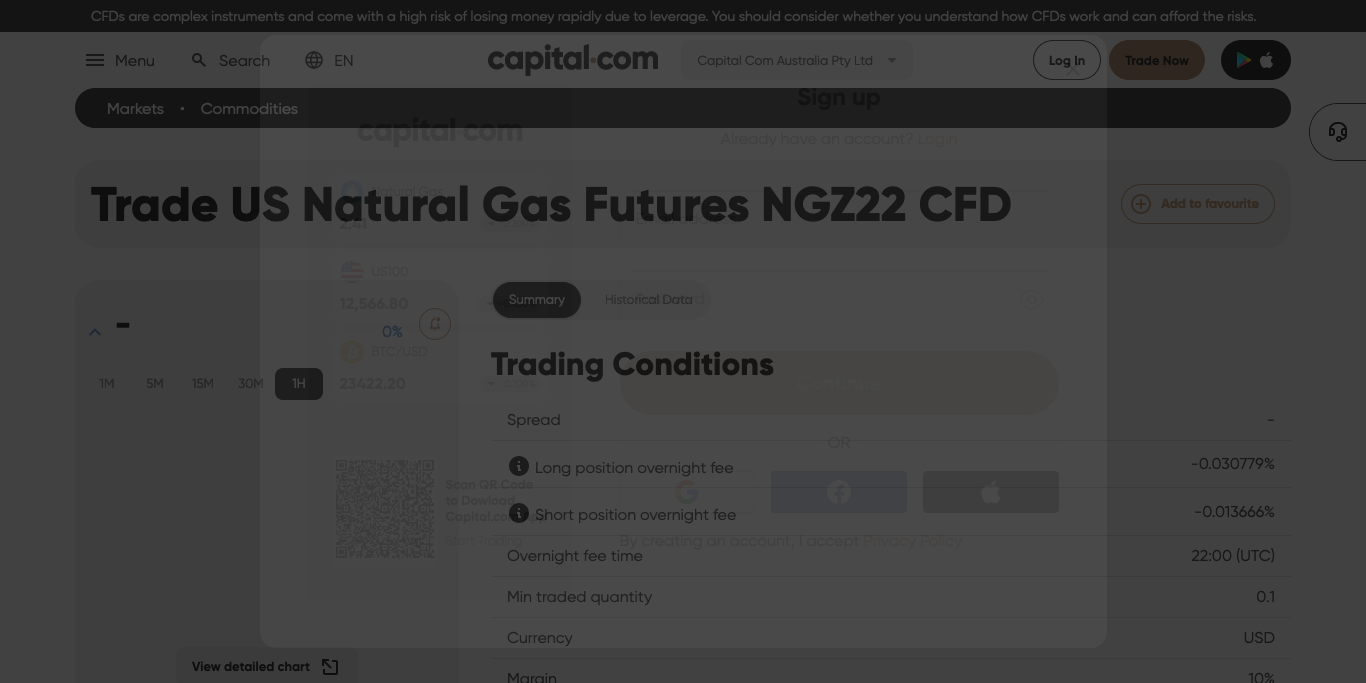 CFDs are complex instruments and come with a high risk of losing money rapidly due to leverage. You should consider whether you understand how CFDs work and can afford the risks.
Menu Search EN capital.com Capital Com Australia Pty Ltd Log In Trade Now
Markets • Commodities
Sign up
Already have an account? Login
capital.com
Trade US Natural Gas Futures NGZ22 CFD
Add to favourite
Natural Gas
2.41
US100
12,566.80
0%
BTC/USD
23422.20
1M 5M 15M 30M 1H
Summary Historical Data
Trading Conditions
Spread -
OR
Long position overnight fee -0.030779%
Short position overnight fee -0.013666%
Scan QR Code
to Dowload
Capital.com
Start Trading
By creating an account, I accept Privacy Policy
Overnight fee time 22:00 (UTC)
Min traded quantity 0.1
Currency USD
Margin 10%
View detailed chart